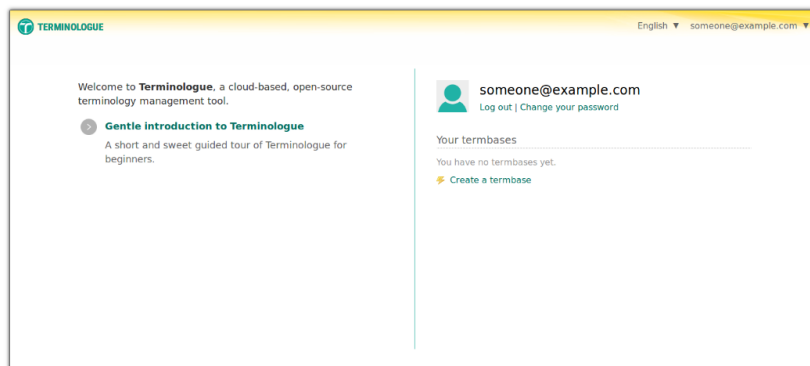 TERMINOLOGUE
English ▼ someone@example.com ▼
Welcome to Terminologue, a cloud-based, open-source
terminology management tool.
Gentle introduction to Terminologue
A short and sweet guided tour of Terminologue for
beginners.
someone@example.com
Log out | Change your password
Your termbases
You have no termbases yet.
Create a termbase